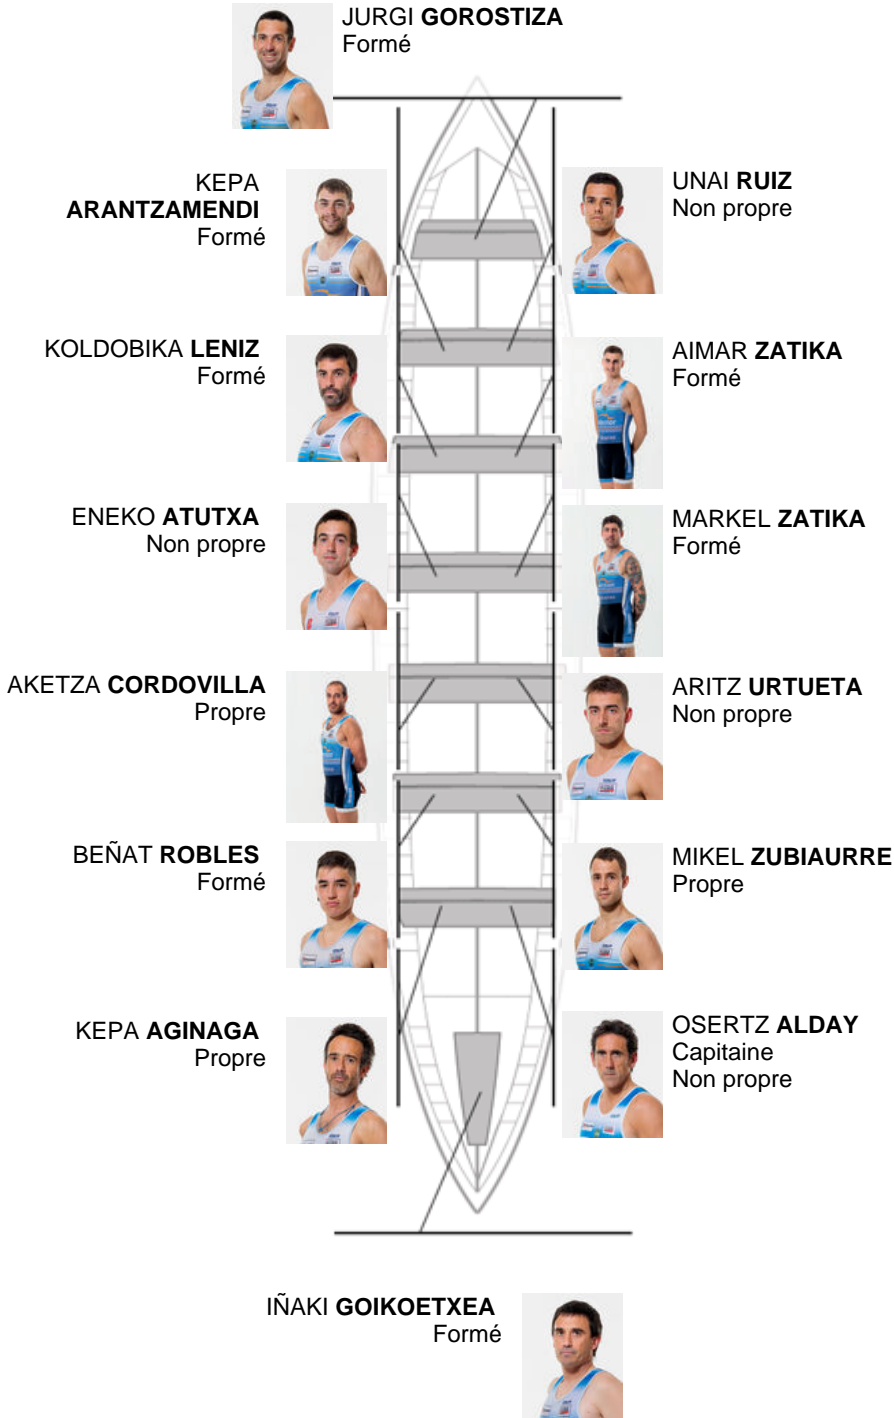 JURGI GOROSTIZA
Formé
KEPA
ARANTZAMENDI
Formé
UNAI RUIZ
Non propre
KOLDOBIKA LENIZ
Formé
AIMAR ZATIKA
Formé
ENEKO ATUTXA
Non propre
MARKEL ZATIKA
Formé
AKETZA CORDOVILLA
Propre
ARITZ URTUETA
Non propre
BEÑAT ROBLES
Formé
MIKEL ZUBIAURRE
Propre
KEPA AGINAGA
Propre
OSERTZ ALDAY
Capitaine
Non propre
IÑAKI GOIKOETXEA
Formé